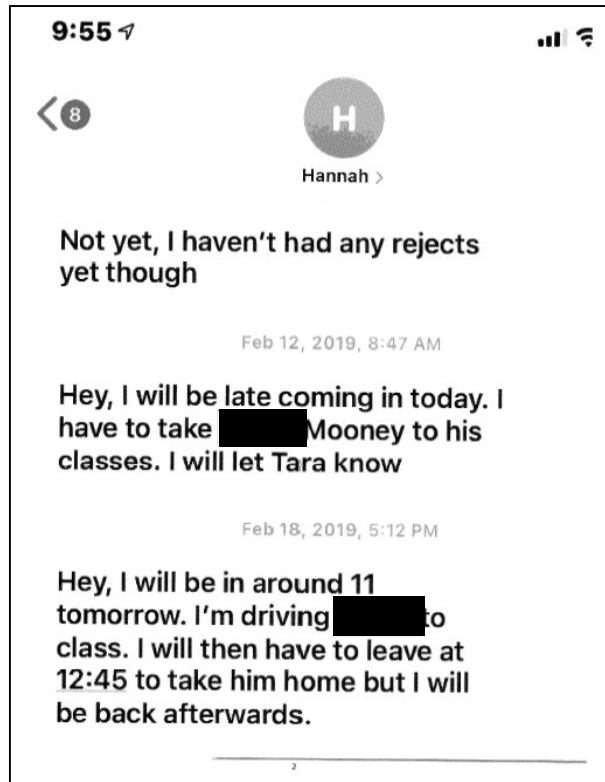 9:55
8
H
Hannah >
Not yet, I haven't had any rejects
yet though
Feb 12, 2019, 8:47 AM
Hey, I will be late coming in today. I
have to take Mooney to his
classes. I will let Tara know
Feb 18, 2019, 5:12 PM
Hey, I will be in around 11
tomorrow. I'm driving to
class. I will then have to leave at
12:45 to take him home but I will
be back afterwards.
2